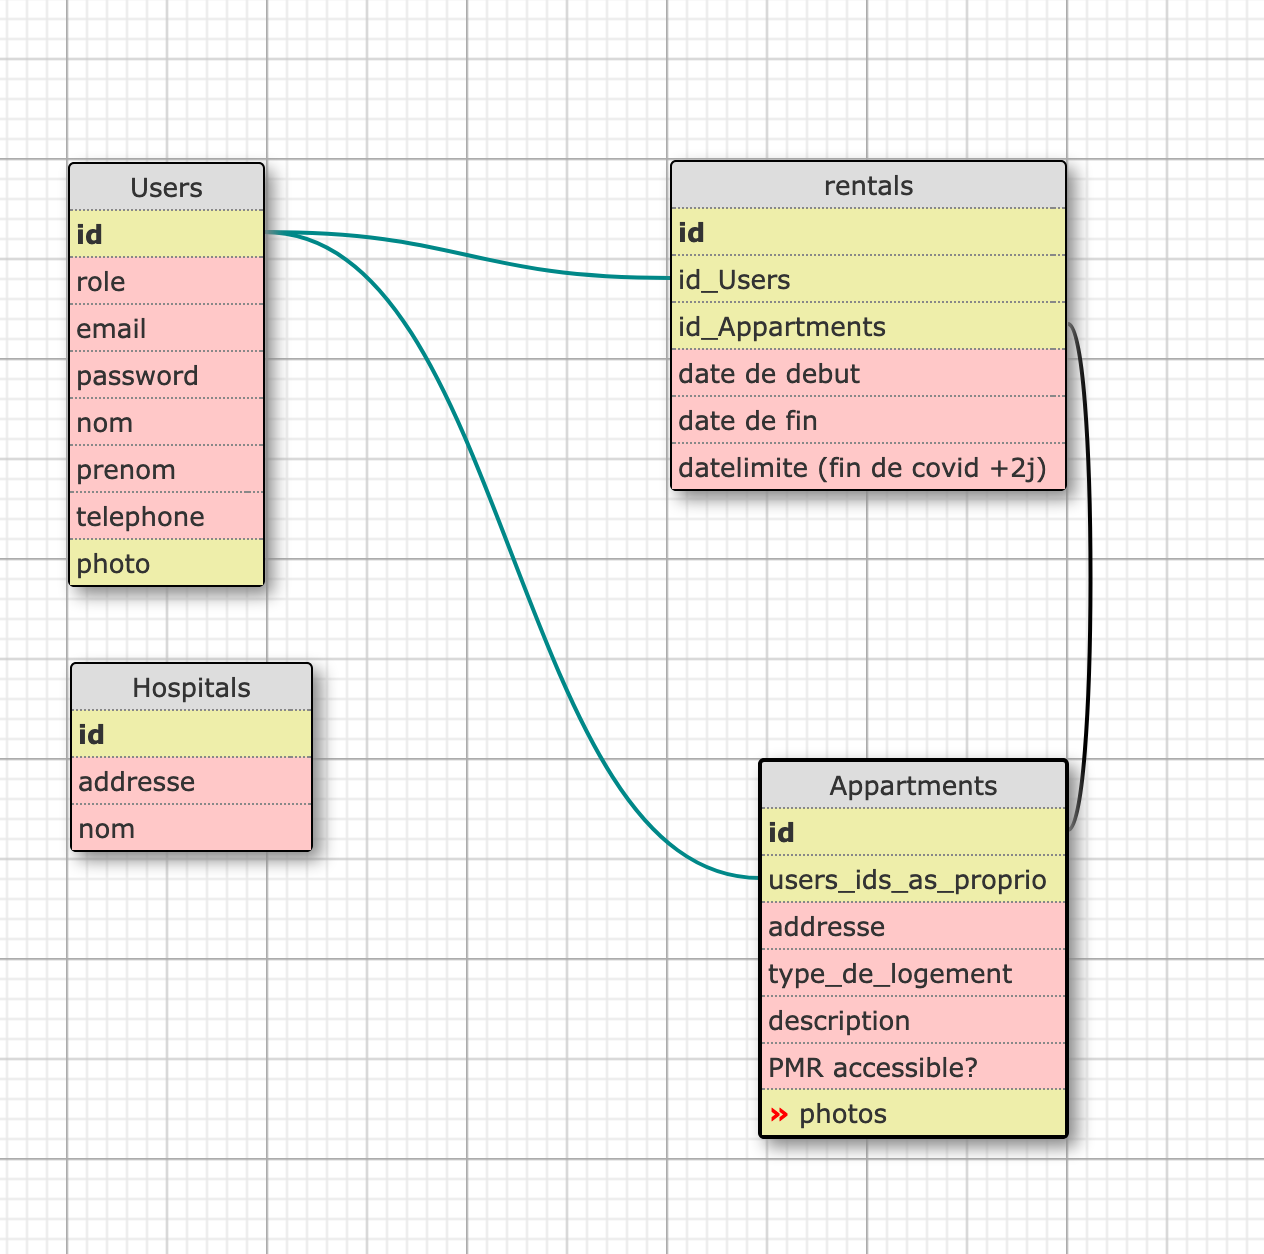 Users
id
role
email
password
nom
prenom
telephone
photo
rentals
id
id_Users
id_Appartments
date de debut
date de fin
datelimite (fin de covid +2j)
Hospitals
id
addresse
nom
Appartments
id
users_ids_as_proprio
addresse
type_de_logement
description
PMR accessible?
» photos